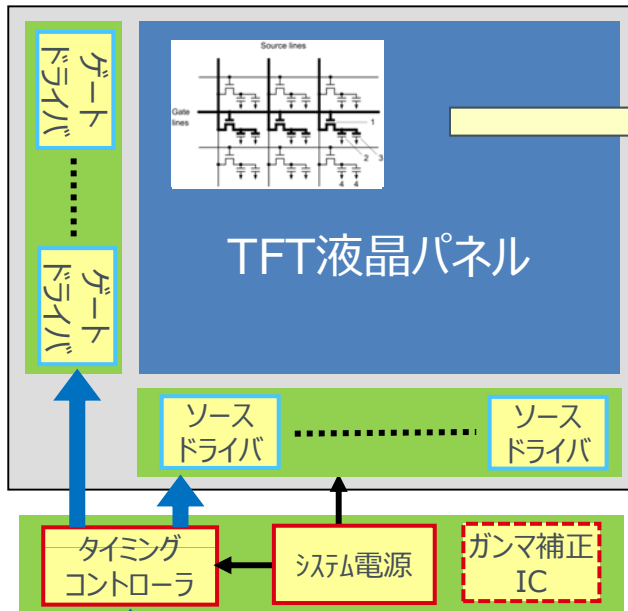 ゲート
ドライバ
Source lines
Gate
lines
1
2
3
4
4
TFT液晶パネル
ゲート
ドライバ
ソース
ドライバ
ソース
ドライバ
タイミング
コントローラ
システム電源
ガンマ補正
IC